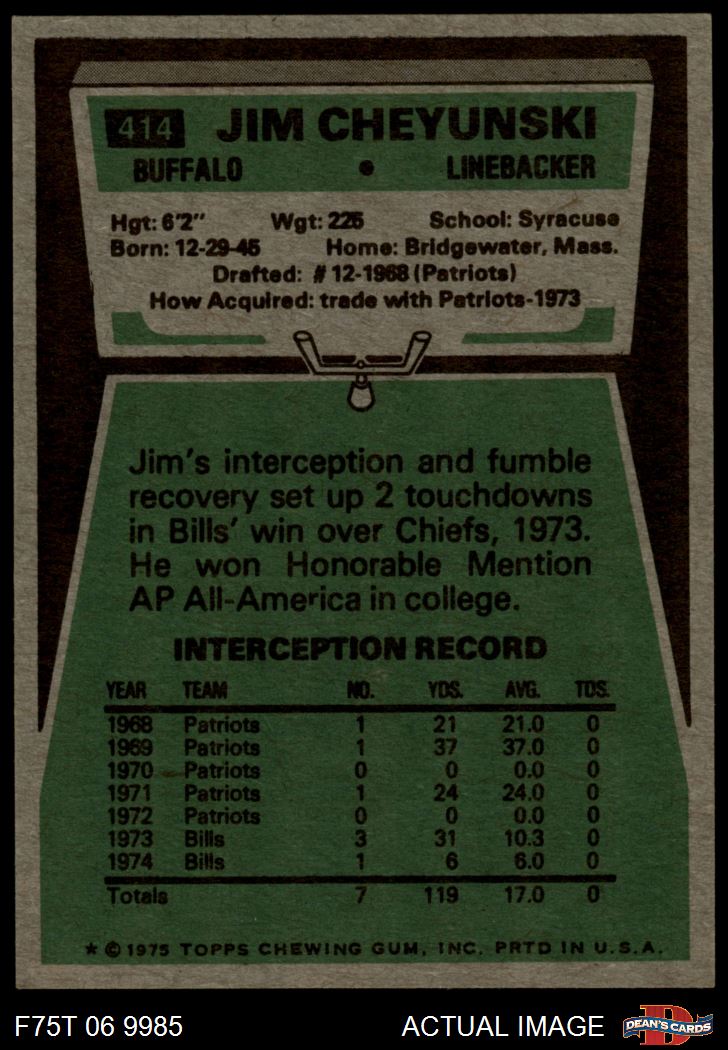 414 JIM CHEYUNSKI
BUFFALO • LINEBACKER
Hgt: 6'2" Wgt: 225 School: Syracuse
Born: 12-29-45 Home: Bridgewater, Mass.
Drafted: #12-1968 (Patriots)
How Acquired: trade with Patriots-1973
Jim's interception and fumble
recovery set up 2 touchdowns
in Bills' win over Chiefs, 1973.
He won Honorable Mention
AP All-America in college.
INTERCEPTION RECORD
YEAR TEAM NO. YDS. AVG. TDS.
1968 Patriots 1 21 21.0 0
1969 Patriots 1 37 37.0 0
1970 Patriots 0 0 0.0 0
1971 Patriots 1 24 24.0 0
1972 Patriots 0 0 0.0 0
1973 Bills 3 31 10.3 0
1974 Bills 1 6 6.0 0
Totals 7 119 17.0 0
★ © 1975 TOPPS CHEWING GUM, INC. PRTD IN U.S.A.
F75T 06 9985 ACTUAL IMAGE D DEAN'S CARDS